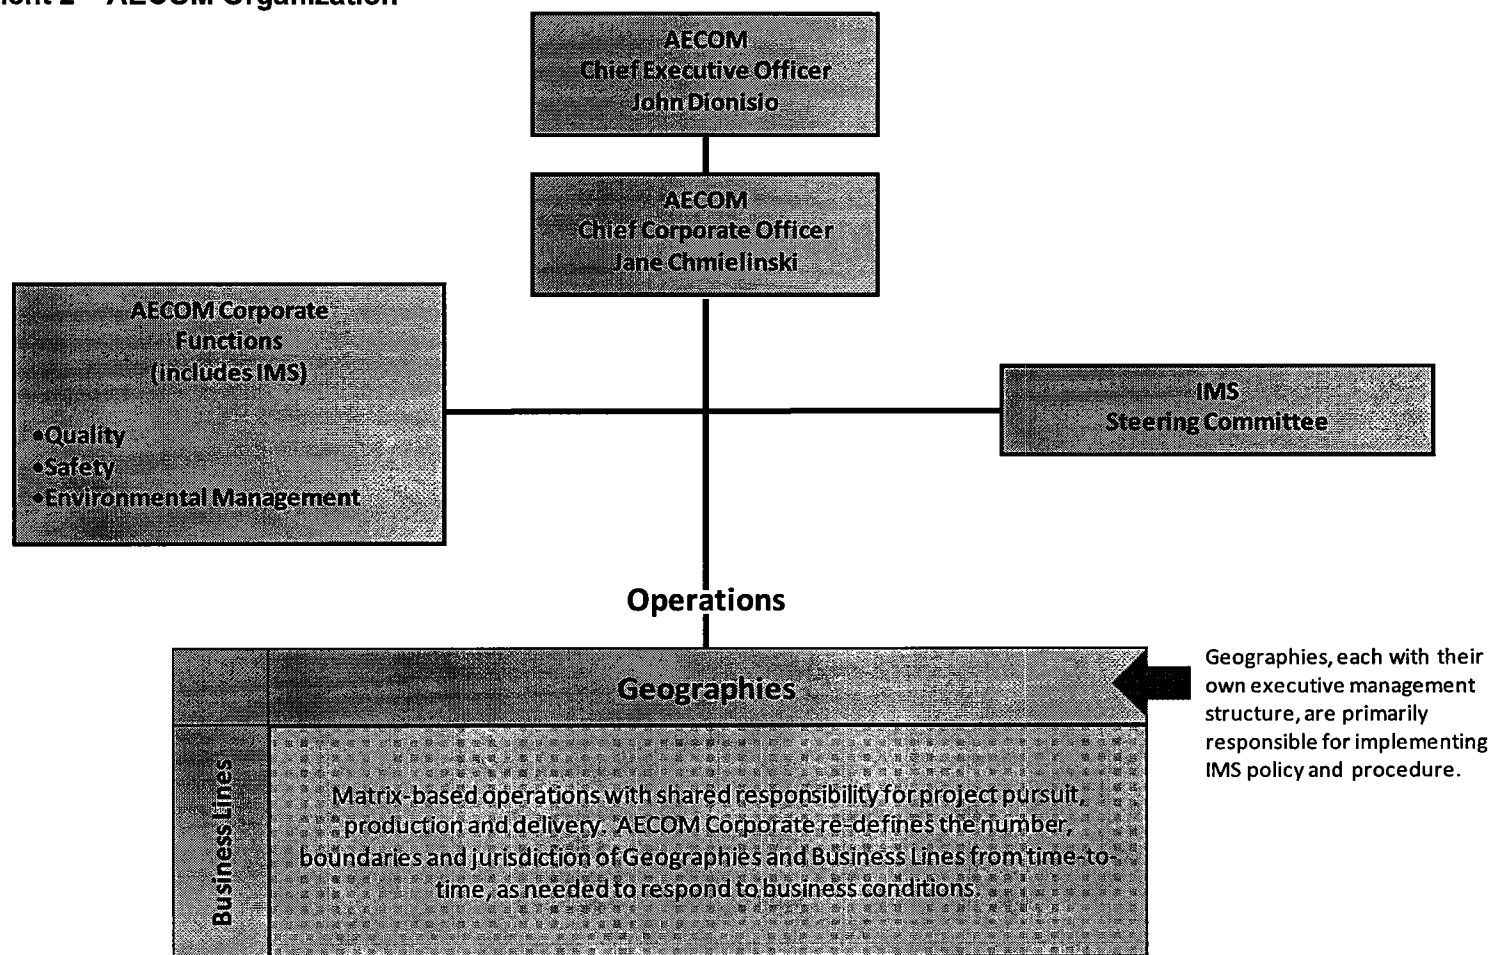 AECOM Organization
AECOM
Chief Executive Officer
John Dionisio
AECOM
Chief Corporate Officer
Jane Chmielinski
AECOM Corporate
Functions
(includes IMS)
•Quality
•Safety
•Environmental Management
IMS
Steering Committee
Operations
Geographies
Geographies, each with their
own executive management
structure, are primarily
responsible for implementing
IMS policy and procedure.
Business Lines
Matrix-based operations with shared responsibility for project pursuit,
production and delivery. AECOM Corporate re-defines the number,
boundaries and jurisdiction of Geographies and Business Lines from time-to-
time, as needed to respond to business conditions.